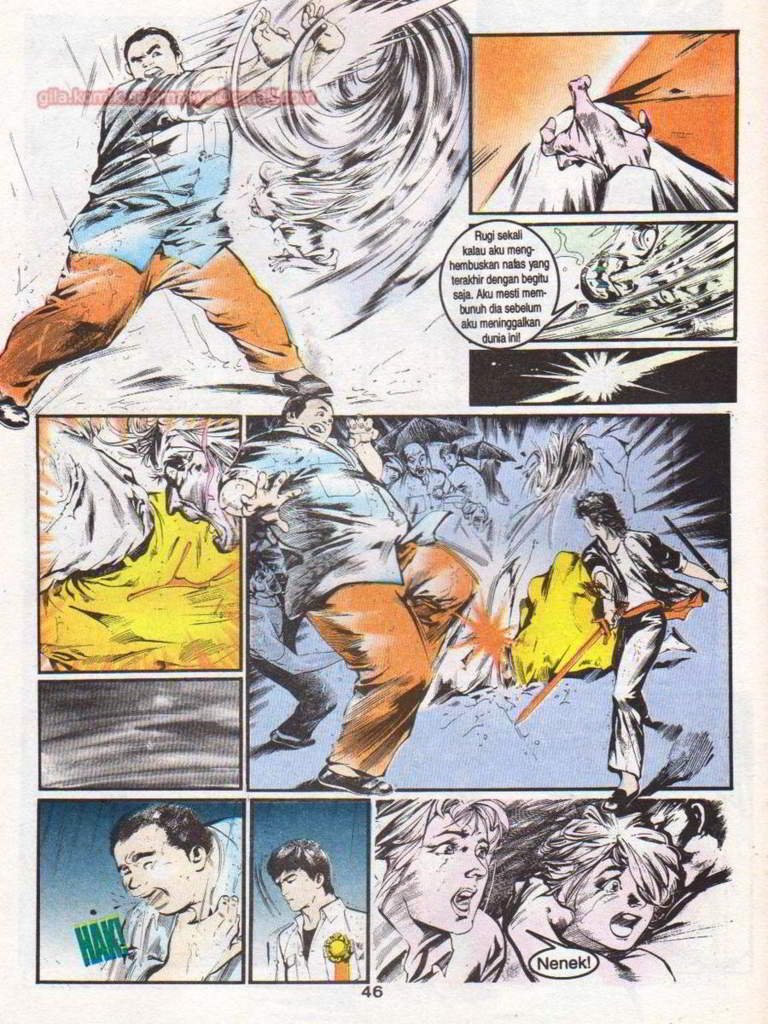 Rugi sekali
kalau aku meng-
hembuskan nafas yang
terakhir dengan begitu
saja. Aku mesti mem-
bunuh dia sebelum
aku meninggalkan
dunia ini!
HAK!
Nenek!
46